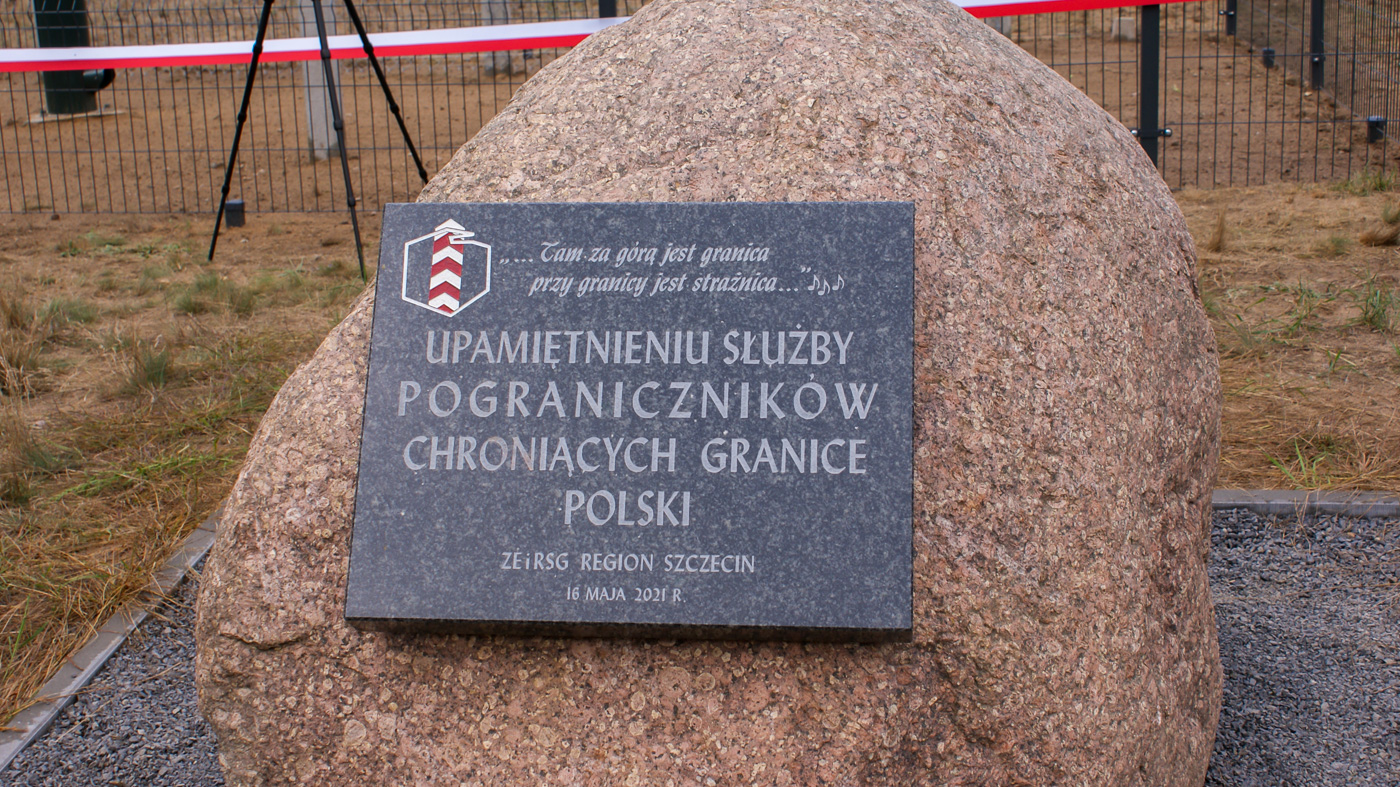 „... Tam za górą jest granica
przy granicy jest strażnica..."
UPAMIĘTNIENIU SŁUŻBY
POGRANICZNIKÓW
CHRONIĄCYCH GRANICE
POLSKI
ZEiRSG REGION SZCZECIN
16 MAJA 2021 R.